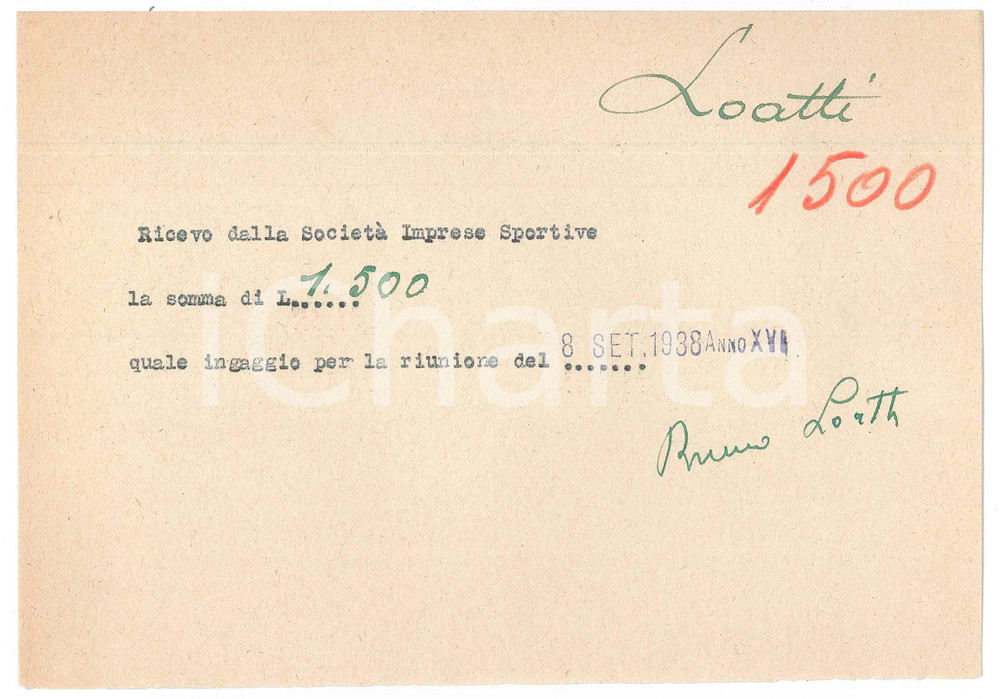 Loatti
1500
Ricevo dalla Società Imprese Sportive
la somma di L...... 1.500
quale ingaggio per la riunione del ....... 8 SET. 1938 ANNO XVI
Bruno Loatti
iCharta